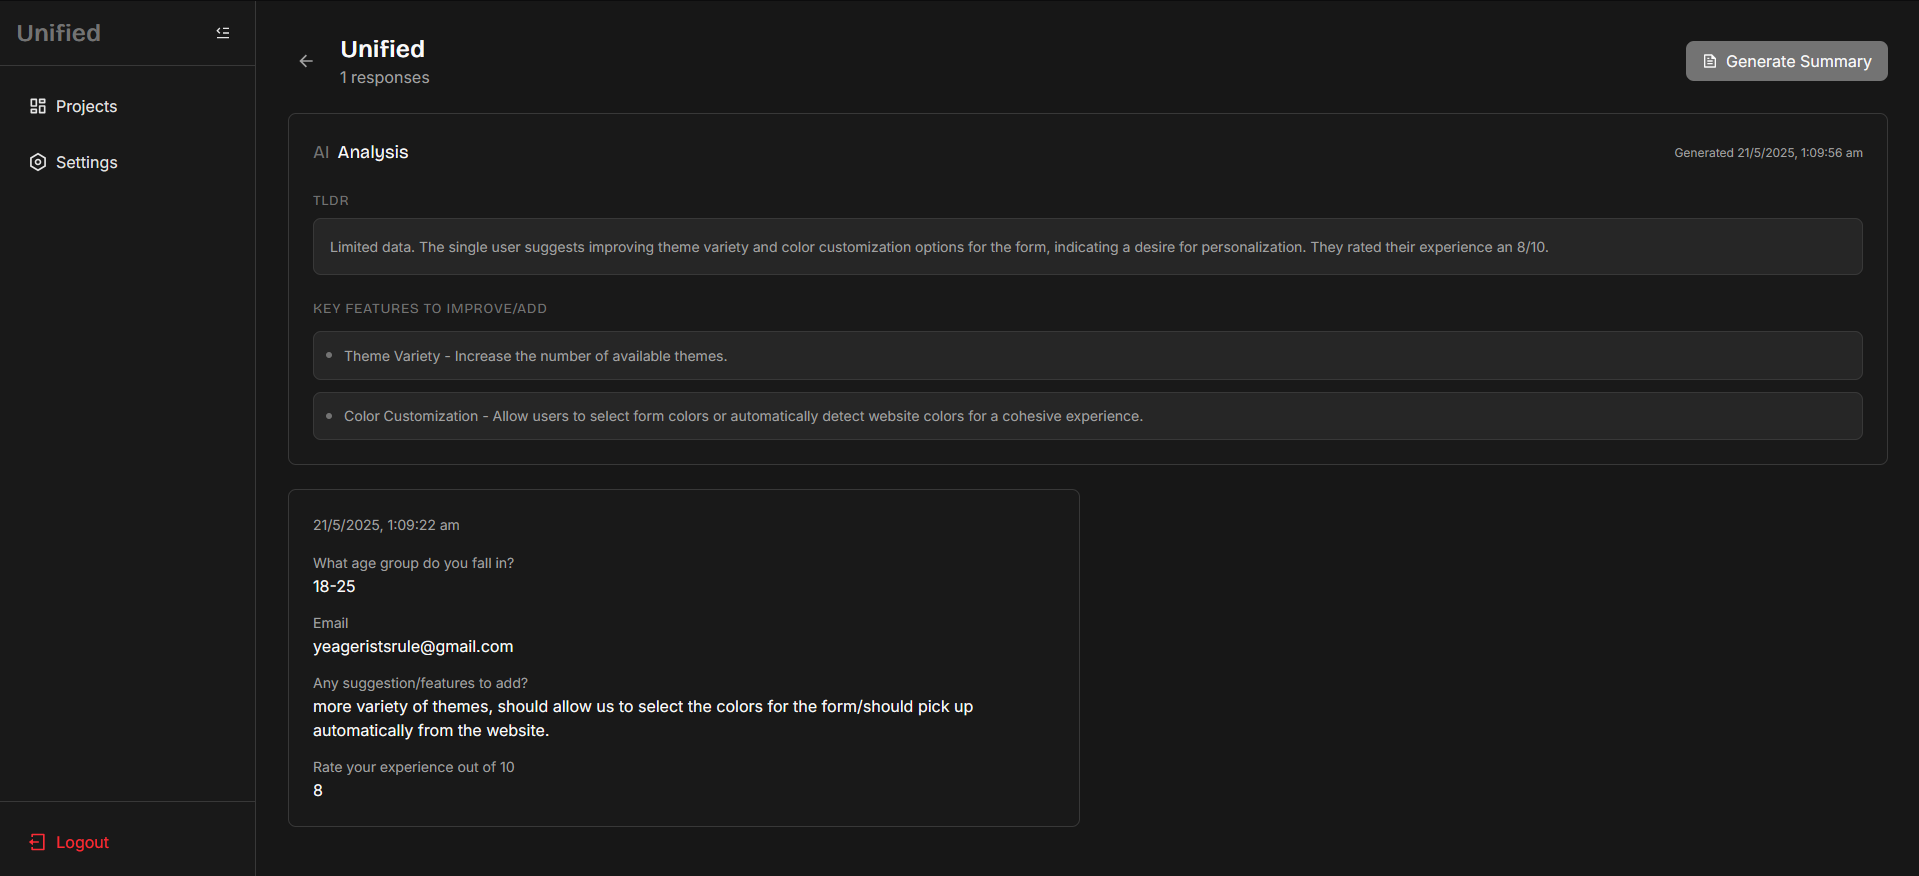 Unified
Projects
Settings
Logout
Unified
1 responses
Generate Summary
AI Analysis
Generated 21/5/2025, 1:09:56 am
TLDR
Limited data. The single user suggests improving theme variety and color customization options for the form, indicating a desire for personalization. They rated their experience an 8/10.
KEY FEATURES TO IMPROVE/ADD
Theme Variety - Increase the number of available themes.
Color Customization - Allow users to select form colors or automatically detect website colors for a cohesive experience.
21/5/2025, 1:09:22 am
What age group do you fall in?
18-25
Email
yeageristsrule@gmail.com
Any suggestion/features to add?
more variety of themes, should allow us to select the colors for the form/should pick up
automatically from the website.
Rate your experience out of 10
8